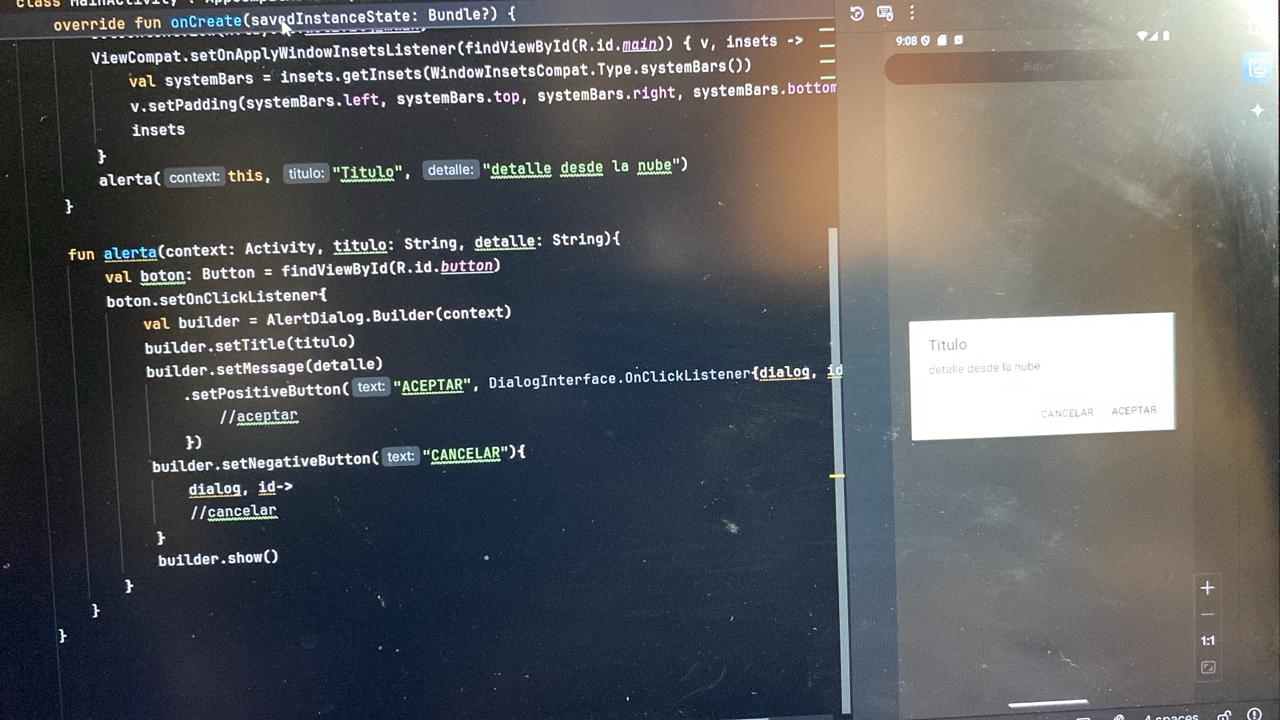 class MainActivity : AppCompat
override fun onCreate(savedInstanceState: Bundle?) {
ViewCompat.setOnApplyWindowInsetsListener(findViewById(R.id.main)) { v, insets ->
val systemBars = insets.getInsets(WindowInsetsCompat.Type.systemBars())
v.setPadding(systemBars.left, systemBars.top, systemBars.right, systemBars.bottom
insets
}
alerta( context: this, titulo: "Titulo", detalle: "detalle desde la nube")
}
fun alerta(context: Activity, titulo: String, detalle: String){
val boton: Button = findViewById(R.id.button)
boton.setOnClickListener{
val builder = AlertDialog.Builder(context)
builder.setTitle(titulo)
builder.setMessage(detalle)
.setPositiveButton( text: "ACEPTAR", DialogInterface.OnClickListener{dialog, id
//aceptar
})
builder.setNegativeButton( text: "CANCELAR"){
dialog, id->
//cancelar
}
builder.show()
}
}
}
9:08
Button
Titulo
detalle desde la nube
CANCELAR ACEPTAR
1:1
4 spaces